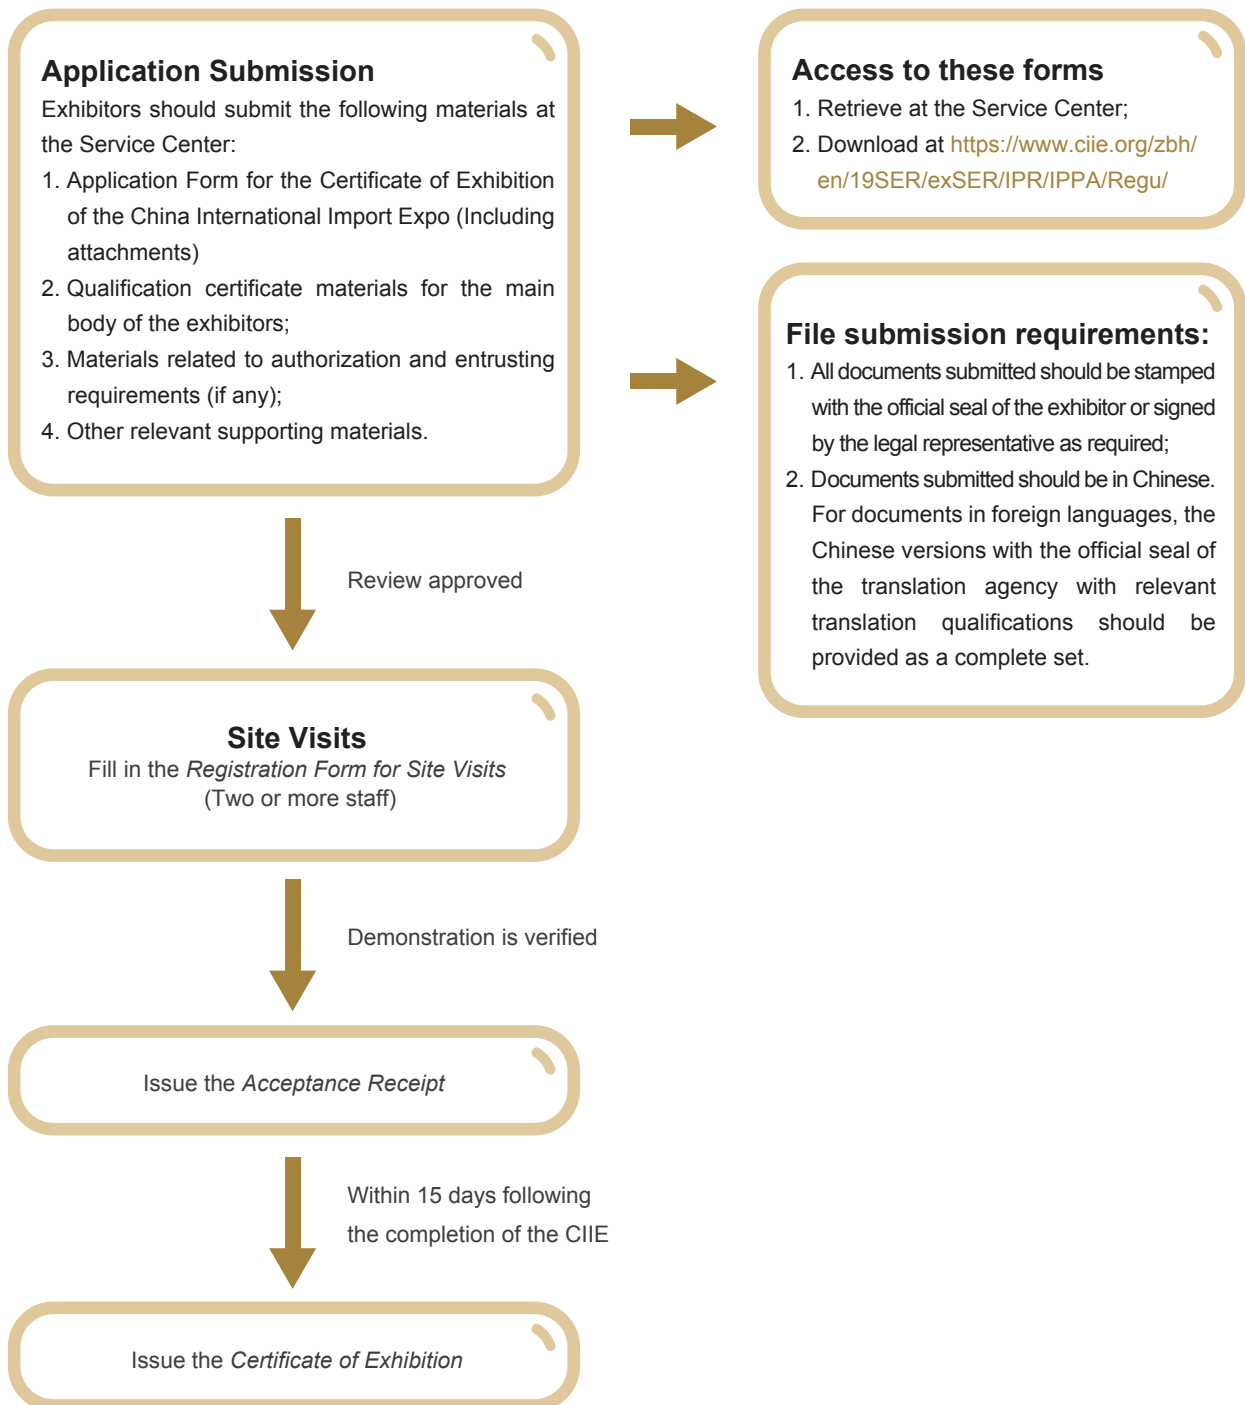 Application Submission
Exhibitors should submit the following materials at
the Service Center:
1. Application Form for the Certificate of Exhibition
of the China International Import Expo (Including
attachments)
2. Qualification certificate materials for the main
body of the exhibitors;
3. Materials related to authorization and entrusting
requirements (if any);
4. Other relevant supporting materials.
Access to these forms
1. Retrieve at the Service Center;
2. Download at https://www.ciie.org/zbh/
en/19SER/exSER/IPR/IPPA/Regu/
File submission requirements:
1. All documents submitted should be stamped
with the official seal of the exhibitor or signed
by the legal representative as required;
2. Documents submitted should be in Chinese.
For documents in foreign languages, the
Chinese versions with the official seal of
the translation agency with relevant
translation qualifications should be
provided as a complete set.
Review approved
Site Visits
Fill in the Registration Form for Site Visits
(Two or more staff)
Demonstration is verified
Issue the Acceptance Receipt
Within 15 days following
the completion of the CIIE
Issue the Certificate of Exhibition